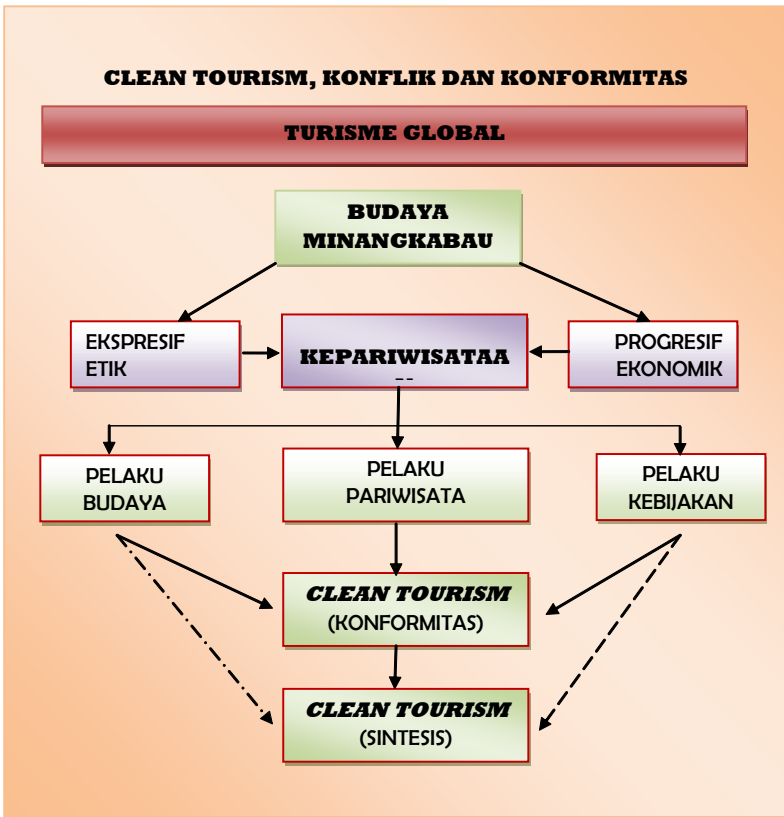 CLEAN TOURISM, KONFLIK DAN KONFORMITAS
TURISME GLOBAL
BUDAYA
MINANGKABAU
EKSPRESIF
ETIK
KEPARIWISATAA
PROGRESIF
EKONOMIK
PELAKU
BUDAYA
PELAKU
PARIWISATA
PELAKU
KEBIJAKAN
CLEAN TOURISM
(KONFORMITAS)
CLEAN TOURISM
(SINTESIS)